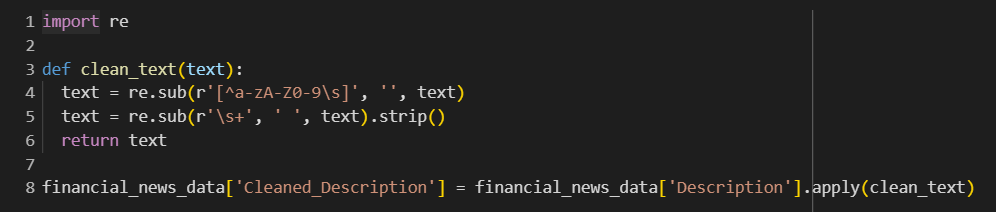 1 import re
2
3 def clean_text(text):
4   text = re.sub(r'[^a-zA-Z0-9\s]', '', text)
5   text = re.sub(r'\s+', ' ', text).strip()
6   return text
7
8 financial_news_data['Cleaned_Description'] = financial_news_data['Description'].apply(clean_text)